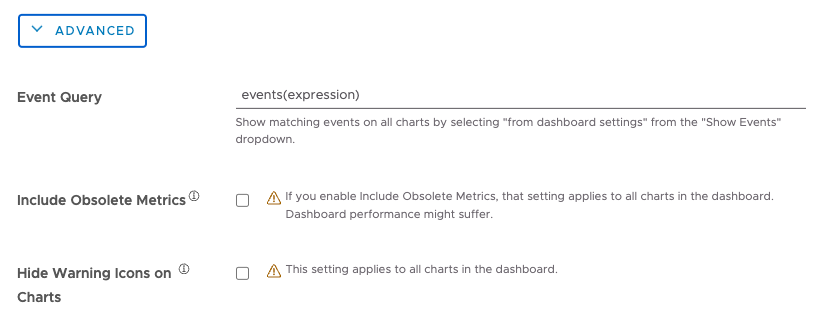 ADVANCED
Event Query
events(expression)
Show matching events on all charts by selecting "from dashboard settings" from the "Show Events"
dropdown.
Include Obsolete Metrics
If you enable Include Obsolete Metrics, that setting applies to all charts in the dashboard.
Dashboard performance might suffer.
Hide Warning Icons on
Charts
This setting applies to all charts in the dashboard.